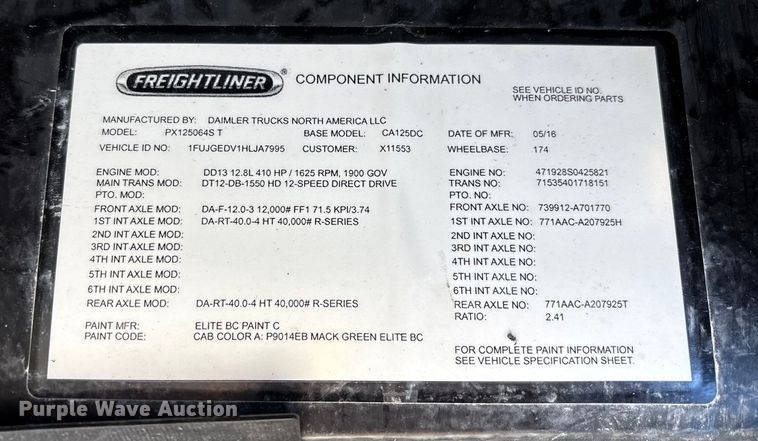 FREIGHTLINER® COMPONENT INFORMATION
SEE VEHICLE ID NO.
WHEN ORDERING PARTS
MANUFACTURED BY: DAIMLER TRUCKS NORTH AMERICA LLC
MODEL: PX125064S T BASE MODEL: CA125DC DATE OF MFR: 05/16
VEHICLE ID NO: 1FUJGEDV1HLJA7995 CUSTOMER: X11553 WHEELBASE: 174
ENGINE MOD: DD13 12.8L 410 HP / 1625 RPM, 1900 GOV ENGINE NO: 471928S0425821
MAIN TRANS MOD: DT12-DB-1550 HD 12-SPEED DIRECT DRIVE TRANS NO: 71535401718151
PTO. MOD: PTO. NO:
FRONT AXLE MOD: DA-F-12.0-3 12,000# FF1 71.5 KPI/3.74 FRONT AXLE NO: 739912-A701770
1ST INT AXLE MOD: DA-RT-40.0-4 HT 40,000# R-SERIES 1ST INT AXLE NO: 771AAC-A207925H
2ND INT AXLE MOD: 2ND INT AXLE NO:
3RD INT AXLE MOD: 3RD INT AXLE NO:
4TH INT AXLE MOD: 4TH INT AXLE NO:
5TH INT AXLE MOD: 5TH INT AXLE NO:
6TH INT AXLE MOD: 6TH INT AXLE NO:
REAR AXLE MOD: DA-RT-40.0-4 HT 40,000# R-SERIES REAR AXLE NO: 771AAC-A207925T
RATIO: 2.41
PAINT MFR: ELITE BC PAINT C
PAINT CODE: CAB COLOR A: P9014EB MACK GREEN ELITE BC
FOR COMPLETE PAINT INFORMATION
SEE VEHICLE SPECIFICATION SHEET.
Purple Wave Auction